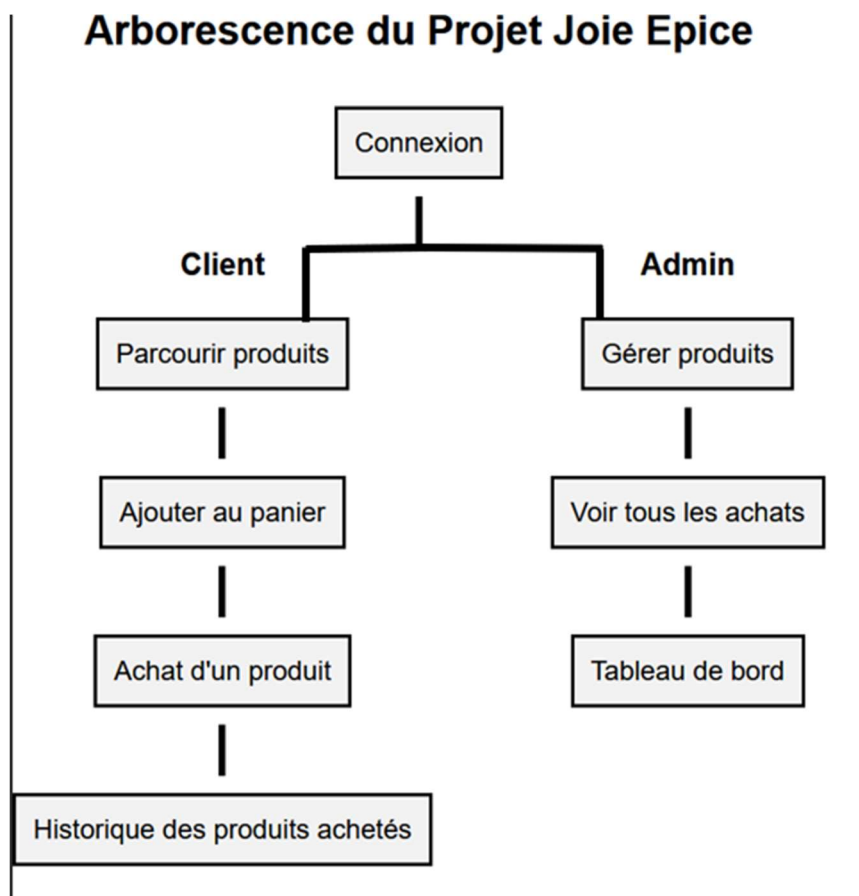 Arborescence du Projet Joie Epice
Connexion
Client
Admin
Parcourir produits
Gérer produits
Ajouter au panier
Voir tous les achats
Achat d'un produit
Tableau de bord
Historique des produits achetés